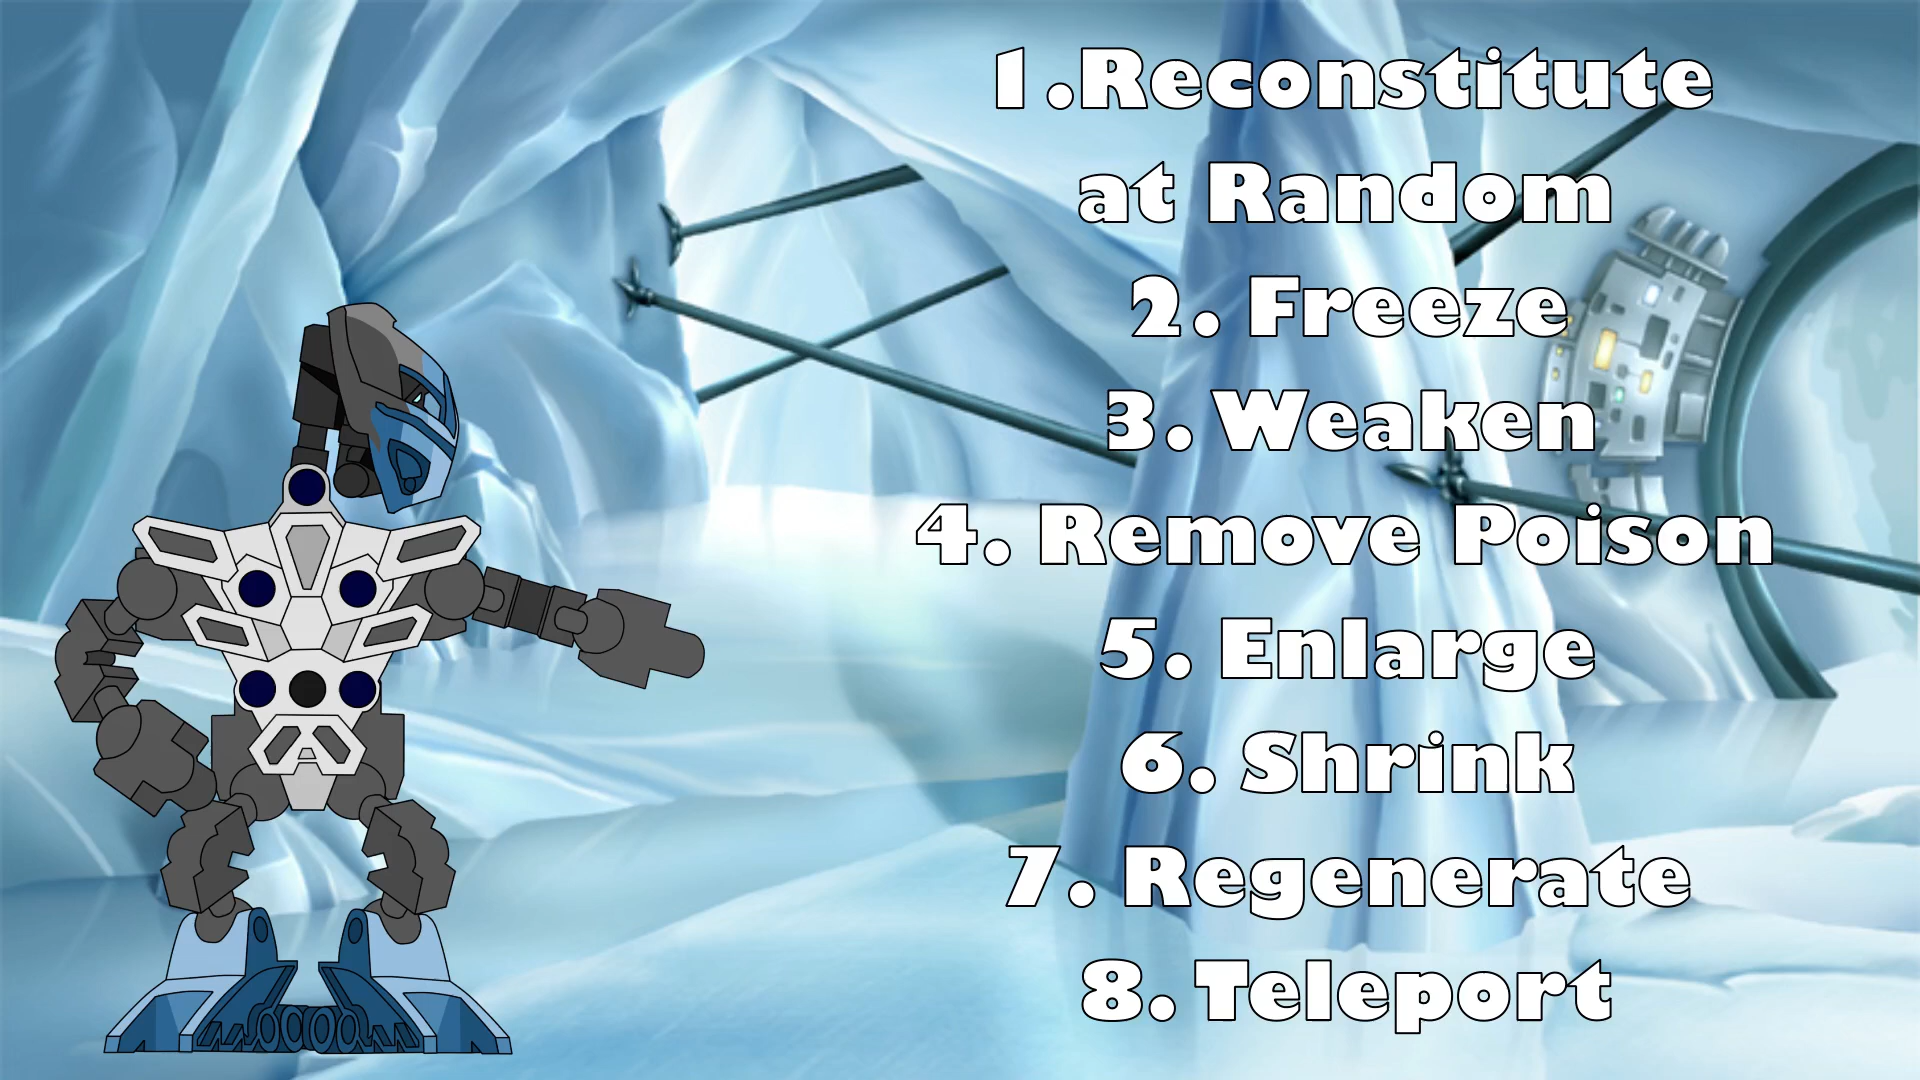 1.Reconstitute
at Random
2. Freeze
3. Weaken
4. Remove Poison
5. Enlarge
6. Shrink
7. Regenerate
8. Teleport